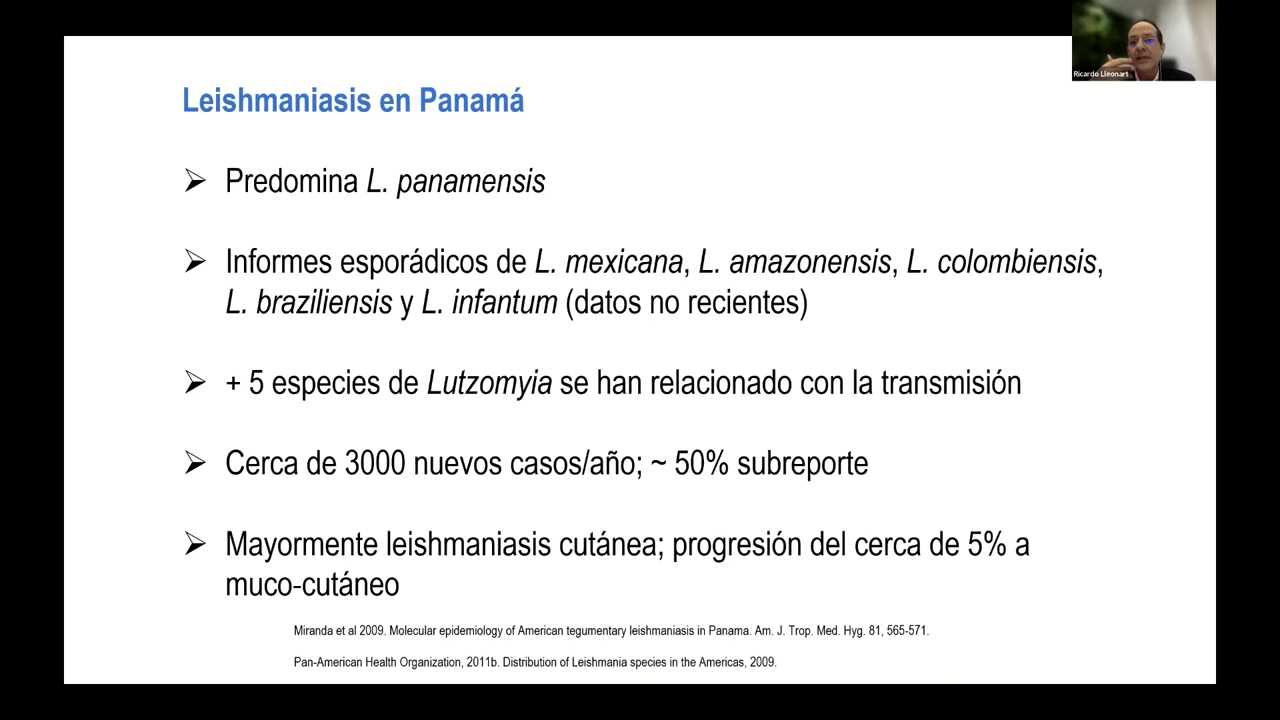 Ricardo Lleonart
Leishmaniasis en Panamá
➢ Predomina L. panamensis
➢ Informes esporádicos de L. mexicana, L. amazonensis, L. colombiensis,
L. braziliensis y L. infantum (datos no recientes)
➢ + 5 especies de Lutzomyia se han relacionado con la transmisión
➢ Cerca de 3000 nuevos casos/año; ~ 50% subreporte
➢ Mayormente leishmaniasis cutánea; progresión del cerca de 5% a
muco-cutáneo
Miranda et al 2009. Molecular epidemiology of American tegumentary leishmaniasis in Panama. Am. J. Trop. Med. Hyg. 81, 565-571.
Pan-American Health Organization, 2011b. Distribution of Leishmania species in the Americas, 2009.